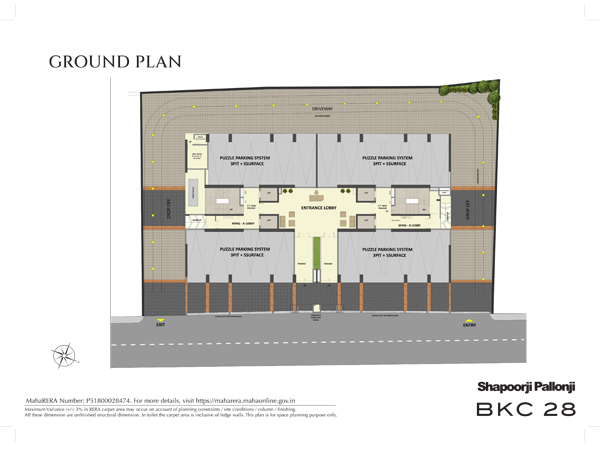 GROUND PLAN
DRIVEWAY
PUZZLE PARKING SYSTEM
3PIT + SSURFACE
PUZZLE PARKING SYSTEM
3PIT + SSURFACE
DROP OFF
ENTRANCE LOBBY
DROP OFF
WING - A LOBBY
WING - B LOBBY
PUZZLE PARKING SYSTEM
3PIT + SSURFACE
PUZZLE PARKING SYSTEM
3PIT + SSURFACE
EXIT
ENTRY
Shapoorji Pallonji
BKC 28
MahaRERA Number: P51800028474. For more details, visit https://maharera.mahaonline.gov.in
Maximum Variance (+/-) 3% in RERA carpet area may occur on account of planning constraints / site conditions / column / finishing.
All these dimension are unfinished structural dimension. In toilet the carpet area is inclusive of ledge walls. This plan is for space planning purpose only.